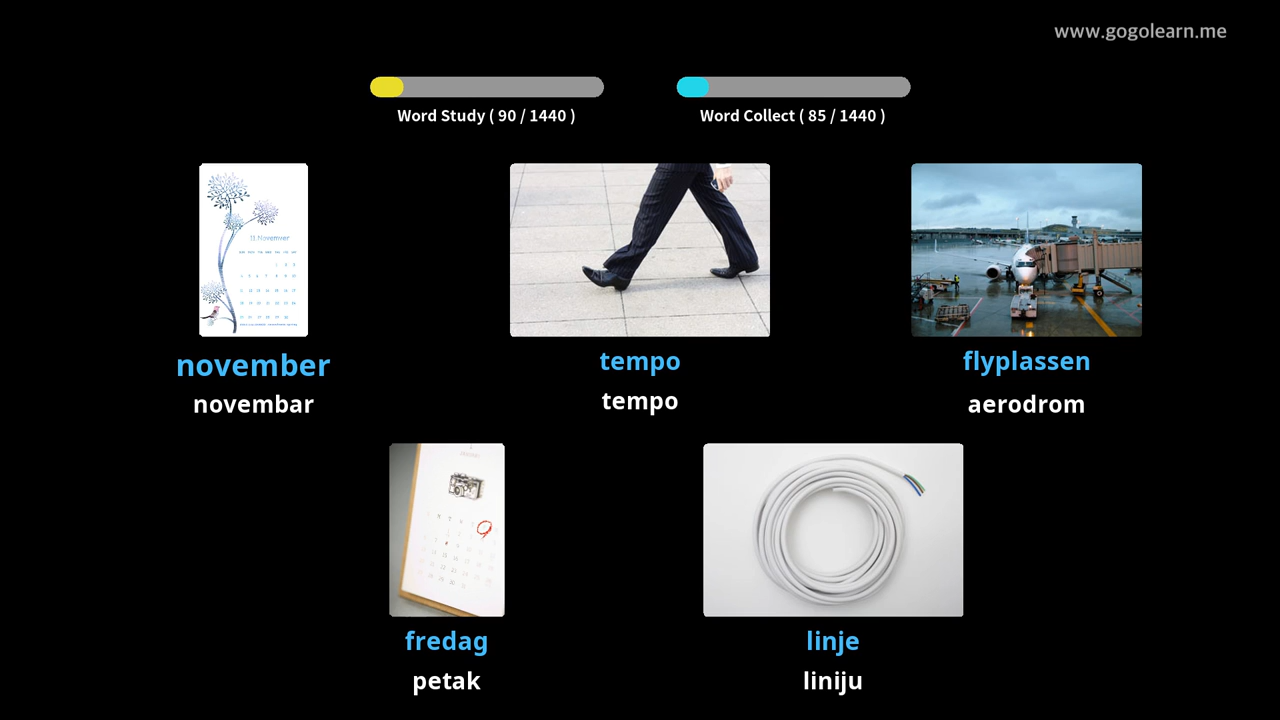 www.gogolearn.me
Word Study ( 90 / 1440 )
Word Collect ( 85 / 1440 )
november
novembar
tempo
tempo
flyplassen
aerodrom
fredag
petak
linje
liniju